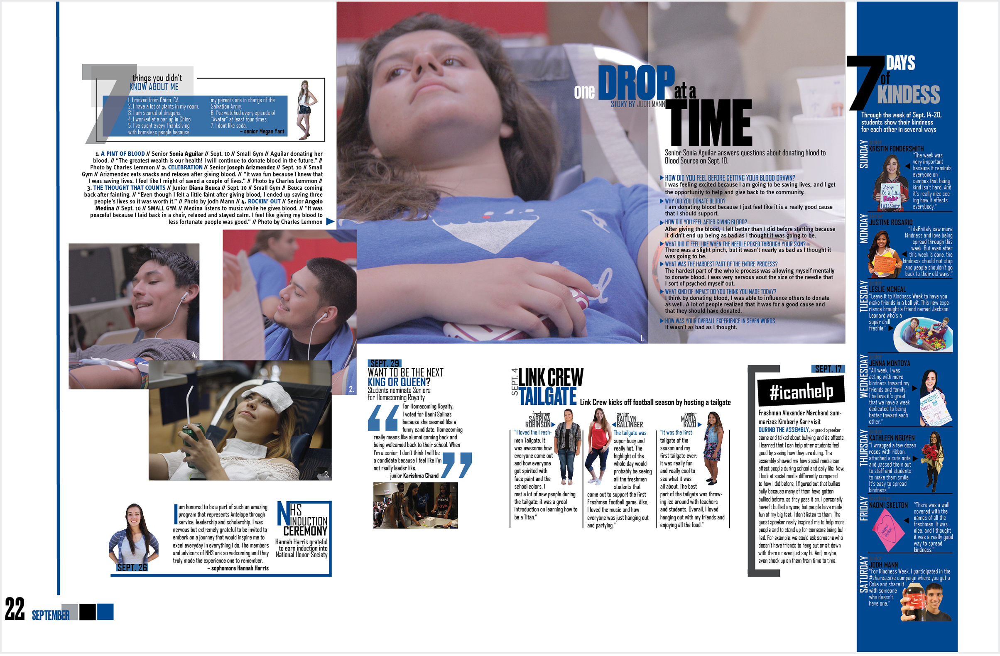 7
things you didn't
KNOW ABOUT ME
1. I moved from Chico, CA
2. I have a lot of plants in my room.
3. I am scared of dragons.
4. I worked at a bar up in Chico
5. I've spent every Thanksiving
with homeless people because
my parents are in charge of the
Salvation Army.
6. I've watched every episode of
"Avatar" at least four times.
7. I dont like soda.
– senior Megan Yant
1. A PINT OF BLOOD // Senior Sonia Aguilar // Sept. 10 // Small Gym // Aguilar donating her
blood. // "The greatest wealth is our health! I will continue to donate blood in the future." //
Photo by Charles Lemmon // 2. CELEBRATION // Senior Joseph Arizmendez // Sept. 10 // Small
Gym // Arizmendez eats snacks and relaxes after giving blood. // "It was fun because I knew that
I was saving lives. I feel like I might of saved a couple of lives." // Photo by Charles Lemmon //
3. THE THOUGHT THAT COUNTS // Junior Diana Beuca // Sept. 10 // Small Gym // Beuca coming
back after fainting. // "Even though I felt a little faint after giving blood, I ended up saving three
people's lives so it was worth it." // Photo by Jodh Mann // 4. ROCKIN' OUT // Senior Angelo
Medina // Sept. 10 // SMALL GYM // Medina listens to music while he gives blood. // "It was
peaceful because I laid back in a chair, relaxed and stayed calm. I feel like giving my blood to
less fortunate people was good." // Photo by Charles Lemmon
4.
2.
3.
1.
one DROP at a
STORY BY JODH MANN
TIME
Senior Sonia Aguilar answers questions about donating blood to
Blood Source on Sept. 10.
HOW DID YOU FEEL BEFORE GETTING YOUR BLOOD DRAWN?
I was feeling excited because I am going to be saving lives, and I get
the opportunity to help and give back to the community.
WHY DID YOU DONATE BLOOD?
I am donating blood because I just feel like it is a really good cause
that I should support.
HOW DID YOU FEEL AFTER GIVING BLOOD?
After giving the blood, I felt better than I did before starting because
it didn't end up being as bad as I thought it was going to be.
WHAT DID IT FEEL LIKE WHEN THE NEEDLE POKED THROUGH YOUR SKIN?
There was a slight pinch, but it wasn't nearly as bad as I thought it
was going to be.
WHAT WAS THE HARDEST PART OF THE ENTIRE PROCESS?
The hardest part of the whole process was allowing myself mentally
to donate blood. I was very nervous aout the size of the needle that
I sort of psyched myself out.
WHAT KIND OF IMPACT DO YOU THINK YOU MADE TODAY?
I think by donating blood, I was able to influence others to donate
as well. A lot of people realized that it was for a good cause and
that they should have donated.
HOW WAS YOUR OVERALL EXPERIENCE IN SEVEN WORDS.
It wasn't as bad as I thought.
SEPT. 29
WANT TO BE THE NEXT
KING OR QUEEN?
Students nominate Seniors
for Homecoming Royalty
“
For Homecoming Royalty,
I voted for Danni Salinas
because she seemed like a
funny candidate. Homecoming
really means like alumni coming back and
being welcomed back to their school. When
I'm a senior, I don't think I will be
a candidate because I feel like I'm
not really leader like.
”
–junior Karishma Chand
SEPT. 4
LINK CREW
TAILGATE
Link Crew kicks off football season by hosting a tailgate
freshman
SABRINA
ROBINSON
"I loved the Fresh-
men Tailgate. It
was awesome how
everyone came out
and how everyone
got spirited with
face paint and the
school colors. I
met a lot of new people during
the tailgate; it was a great
introduction on learning how to
be a Titan."
senior
KAITLYN
BALLINGER
The tailgate was
super busy and
really hot. The
highlight of the
whole day would
probably be seeing
all the freshmen
students that
came out to support the first
Freshmen Football game. Also,
I loved the music and how
everyone was just hanging out
and partying."
senior
MARIA
RAZO
"It was the first
tailgate of the
season and my
first tailgate ever;
it was really fun
and really cool to
see what it was
all about. The best
part of the tailgate was throw-
ing ice around with teachers
and students. Overall, I loved
hanging out with my friends and
enjoying all the food."
SEPT. 17
#icanhelp
Freshman Alexander Marchand sum-
marizes Kimberly Karr visit
DURING THE ASSEMBLY, a guest speaker
came and talked about bullying and its affects.
I learned that I can help other students feel
good by seeing how they are doing. The
assembly showed me how social media can
affect people during school and daily life. Now,
I look at social media differently compared
to how I did before. I figured out that bullies
bully because many of them have gotten
bullied before, so they pass it on. I personally
haven't bullied anyone, but people have made
fun of my big feet. I don't listen to them. The
guest speaker really inspired me to help more
people and to stand up for someone being bul-
lied. For example, we could ask someone who
doesn't have friends to hang out or sit down
with them or even just say hi. And, maybe,
even check up on them from time to time.
I am honored to be a part of such an amazing
program that represents Antelope through
service, leadership and scholarship. I was
nervous but extremely grateful to be invited to
embark on a journey that would inspire me to
excel everyday in everything I do. The members
and advisers of NHS are so welcoming and they
truly made the experience one to remember.
– sophomore Hannah Harris
SEPT. 26
NHS
INDUCTION
CEREMONY
Hannah Harris grateful
to earn induction into
National Honor Society
22 SEPTEMBER
7 DAYS
of
KINDESS
Through the week of Sept. 14-20,
students show their kindness
for each other in several ways
SUNDAY
KRISTIN FONDERSMITH
"The week was
very important
because it reminds
everyone on
campus that being
kind isn't hard. And
it's really nice see-
ing how it affects
everybody."
Always
Be a Little
Kinder
Than
Necessary
MONDAY
JUSTINE ROSARIO
"I definitely saw more
kindness and love being
spread through this
week. But even after
this week is done, the
kindness should not stop
and people shouldn't go
back to their old ways."
TUESDAY
LESLIE MCNEAL
"Leave it to Kindness Week to have you
make friends in a ball pit. This new expe-
rience brought a friend named Jackson
Leonard who's a
super chill
freshie."
WEDNESDAY
JENNA MONTOYA
"All week, I was
acting with more
kindness toward my
friends and family.
I believe it's great
that we have a week
dedicated to being
better toward each
other."
Remember,
there's no
Kindness
THURSDAY
KATHLEEN NGUYEN
"I wrapped a few dozen
roses with ribbon,
attached a cute note
and passed them out
to staff and students
to make them smile.
It's easy to spread
kindness."
FRIDAY
freshman
NAOMI SKELTON
"There was a wall
covered with the
names of all the
freshmen. It was
nice, and I thought
it was a really good
way to spread
kindness."
Naomi
Skelton
SATURDAY
JODH MANN
"For Kindness Week, I participated in the
#shareacoke campaign where you get a
Coke and share it
with someone
who doesn't
have one."
Jacob